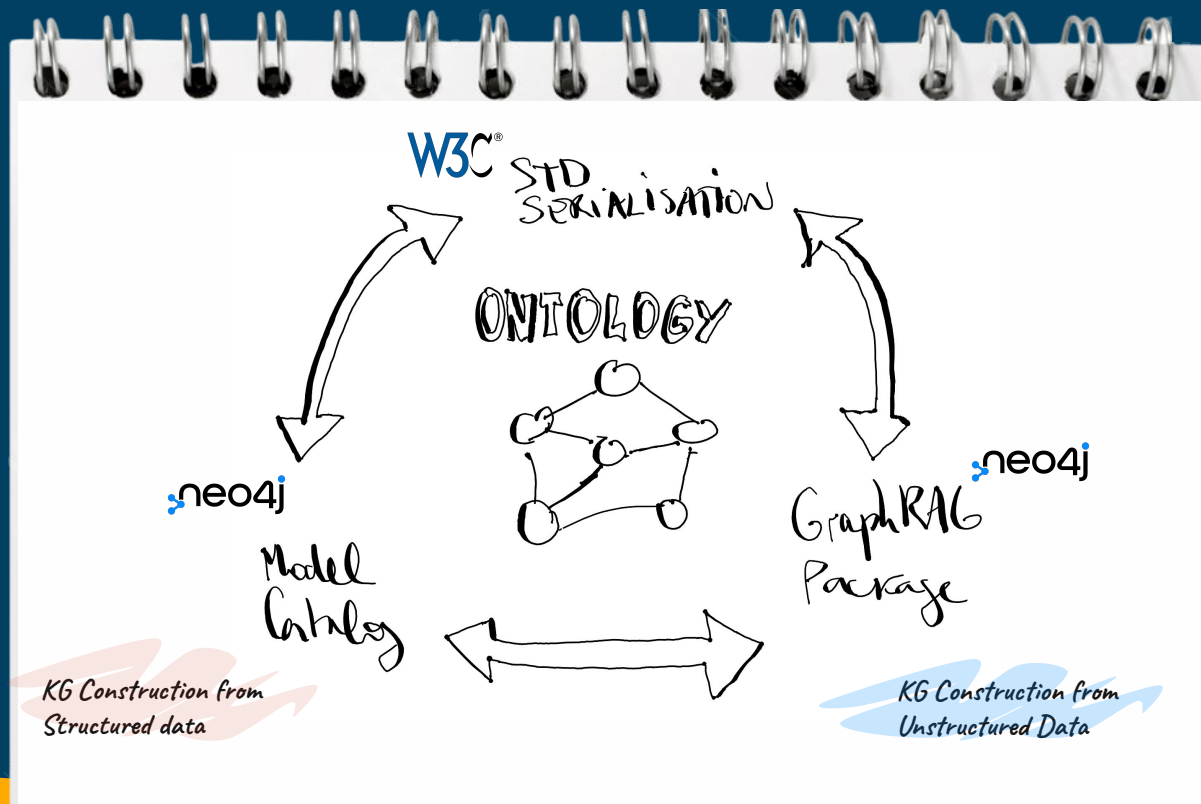 W3C®
STD
SERIALISATION
ONTOLOGY
neo4j
neo4j
GraphRAG
Package
Model
Catalog
KG Construction from
Structured data
KG Construction from
Unstructured Data